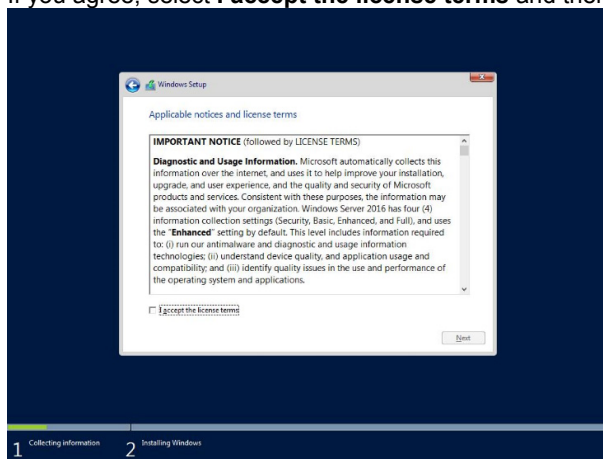 If you agree, select I accept the license terms and then
Windows Setup
Applicable notices and license terms
IMPORTANT NOTICE (followed by LICENSE TERMS)
Diagnostic and Usage Information. Microsoft automatically collects this
information over the internet, and uses it to help improve your installation,
upgrade, and user experience, and the quality and security of Microsoft
products and services. Consistent with these purposes, the information may
be associated with your organization. Windows Server 2016 has four (4)
information collection settings (Security, Basic, Enhanced, and Full), and uses
the "Enhanced" setting by default. This level includes information required
to: (i) run our antimalware and diagnostic and usage information
technologies; (ii) understand device quality, and application usage and
compatibility; and (iii) identify quality issues in the use and performance of
the operating system and applications.
I accept the license terms
Next
1 Collecting information 2 Installing Windows